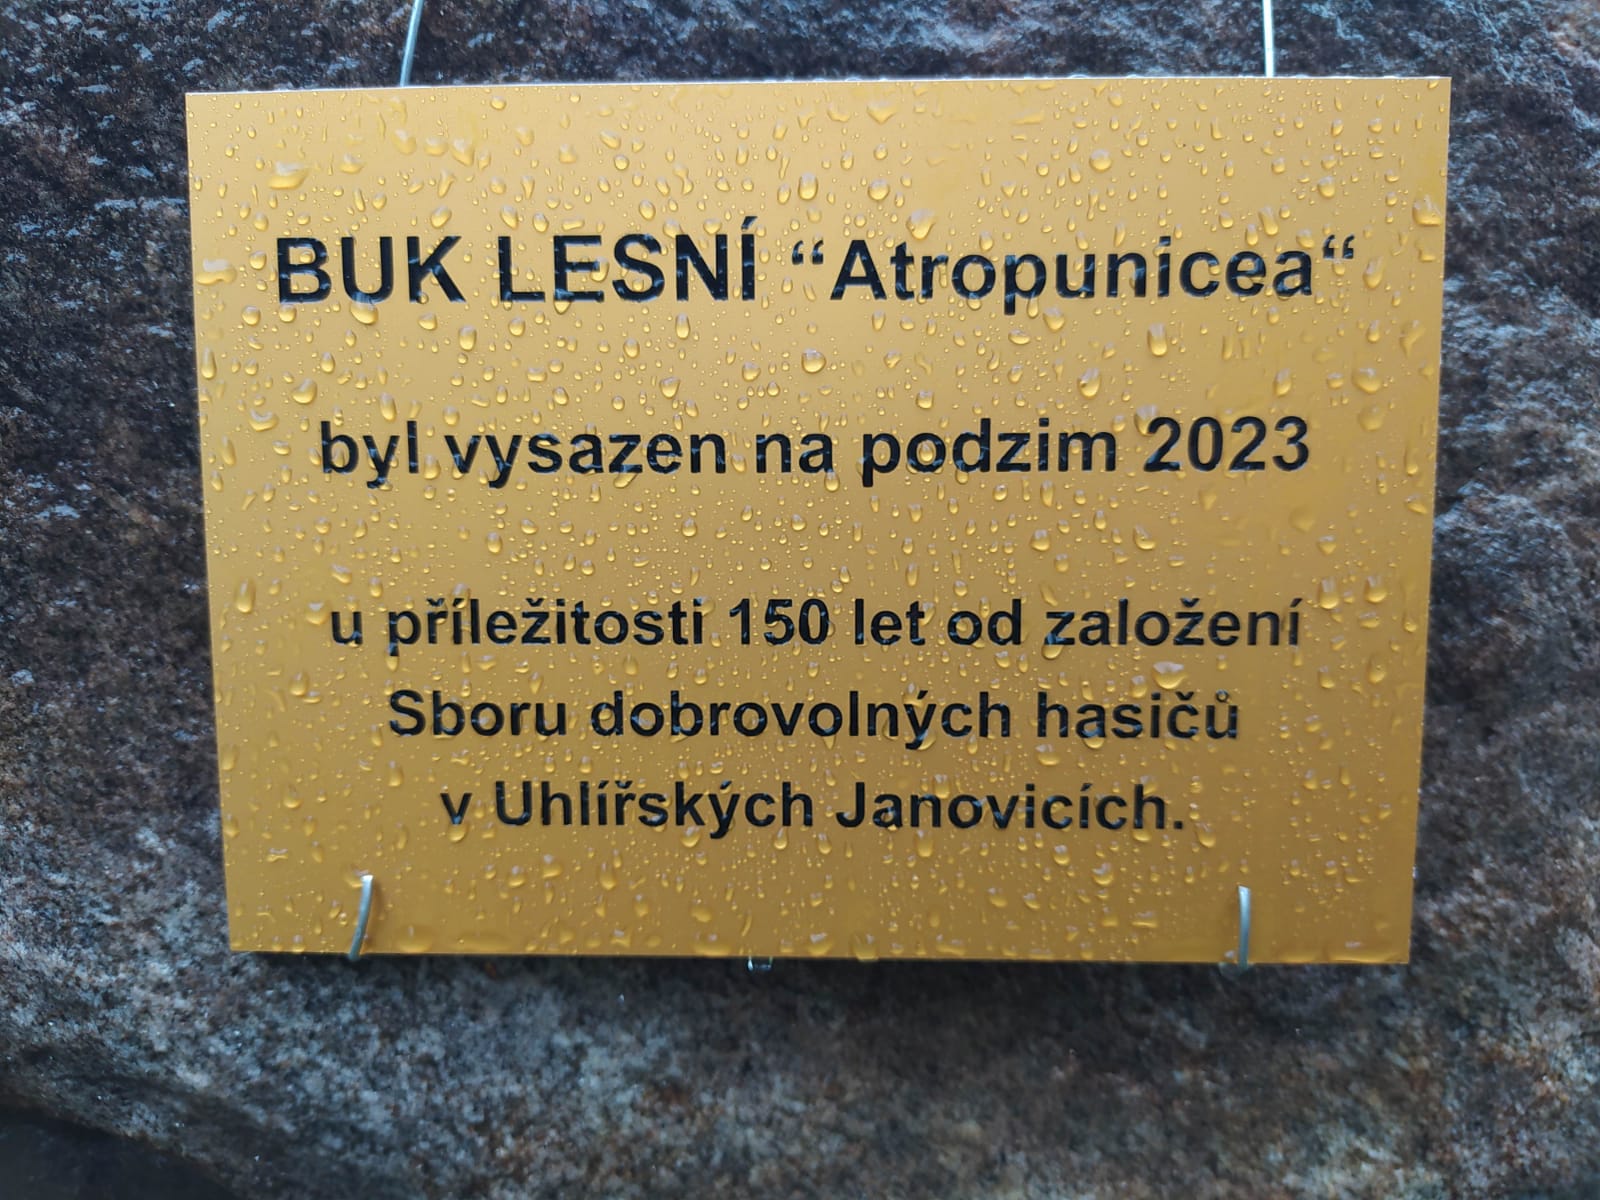 BUK LESNÍ “Atropunicea“
byl vysazen na podzim 2023
u příležitosti 150 let od založení
Sboru dobrovolných hasičů
v Uhlířských Janovicích.